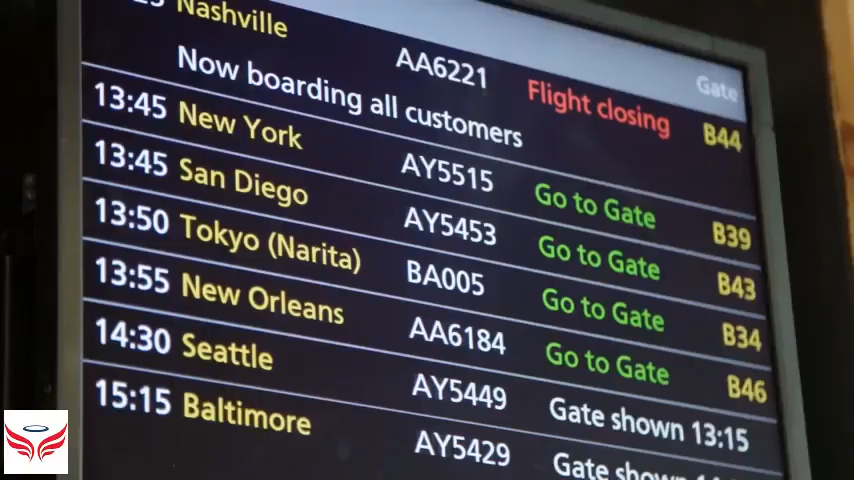 Gate
Nashville AA6221 Flight closing B44
Now boarding all customers
13:45 New York AY5515 Go to Gate B39
13:45 San Diego AY5453 Go to Gate B43
13:50 Tokyo (Narita) BA005 Go to Gate B34
13:55 New Orleans AA6184 Go to Gate B46
14:30 Seattle AY5449 Gate shown 13:15
15:15 Baltimore AY5429 Gate shown